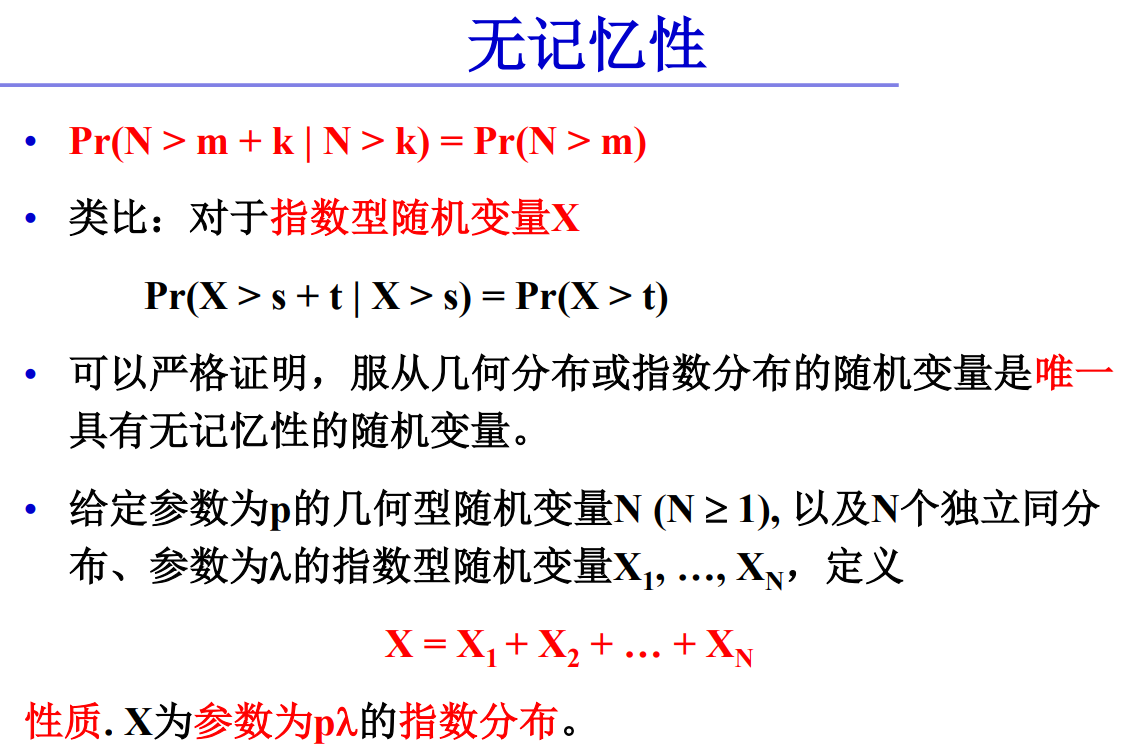 无记忆性
• Pr(N > m + k | N > k) = Pr(N > m)
• 类比：对于指数型随机变量X
Pr(X > s + t | X > s) = Pr(X > t)
• 可以严格证明，服从几何分布或指数分布的随机变量是唯一
具有无记忆性的随机变量。
• 给定参数为p的几何型随机变量N (N ≥ 1), 以及N个独立同分
布、参数为λ的指数型随机变量X₁, …, X_N，定义
X = X₁ + X₂ + … + X_N
性质. X为参数为pλ的指数分布。